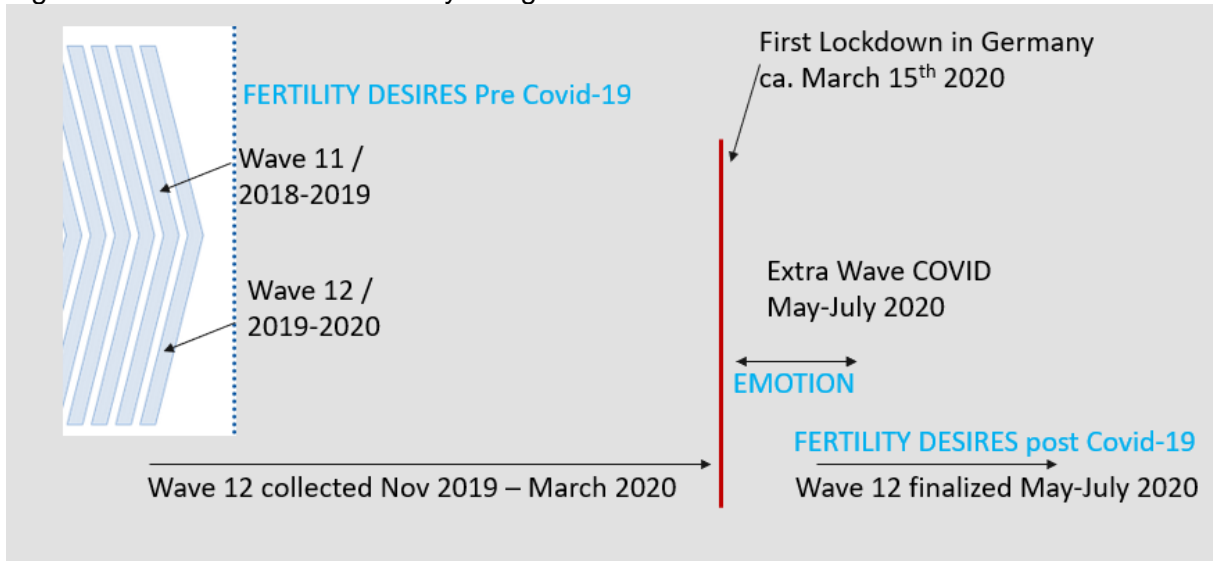 First Lockdown in Germany
ca. March 15th 2020
FERTILITY DESIRES Pre Covid-19
Wave 11 /
2018-2019
Wave 12 /
2019-2020
Extra Wave COVID
May-July 2020
EMOTION
FERTILITY DESIRES post Covid-19
Wave 12 collected Nov 2019 – March 2020
Wave 12 finalized May-July 2020